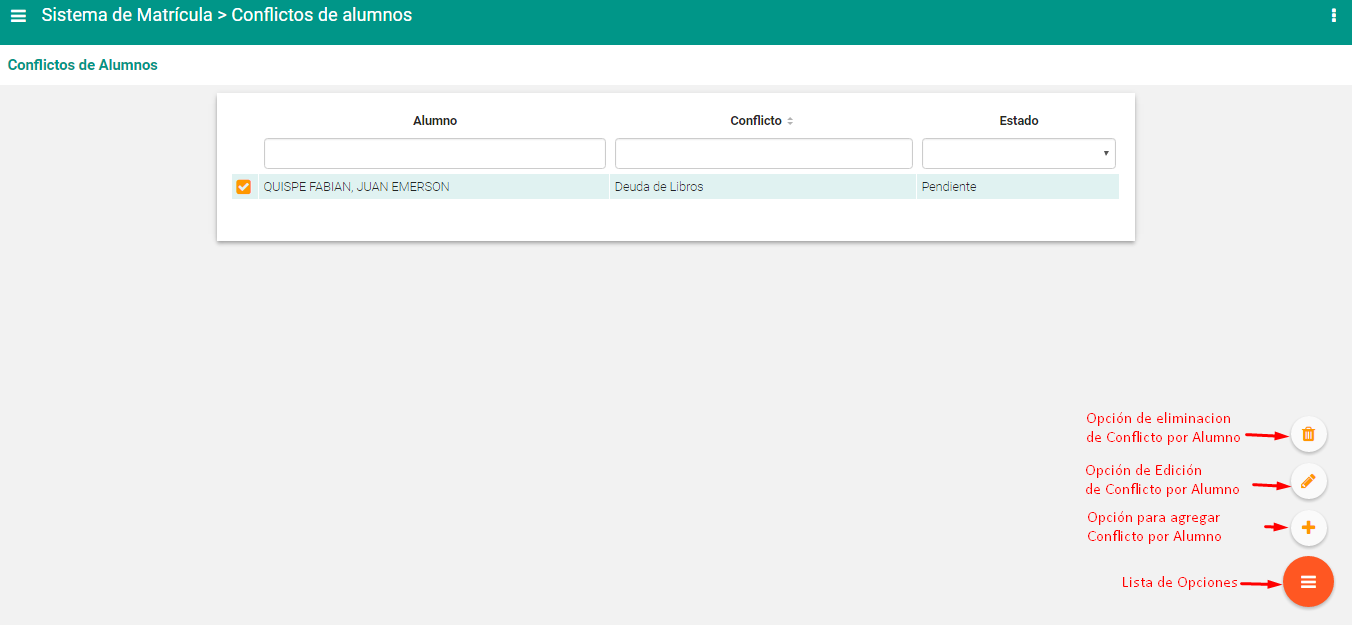 Sistema de Matrícula > Conflictos de alumnos
Conflictos de Alumnos
Alumno Conflicto Estado
QUISPE FABIAN, JUAN EMERSON Deuda de Libros Pendiente
Opción de eliminacion
de Conflicto por Alumno
Opción de Edición
de Conflicto por Alumno
Opción para agregar
Conflicto por Alumno
Lista de Opciones